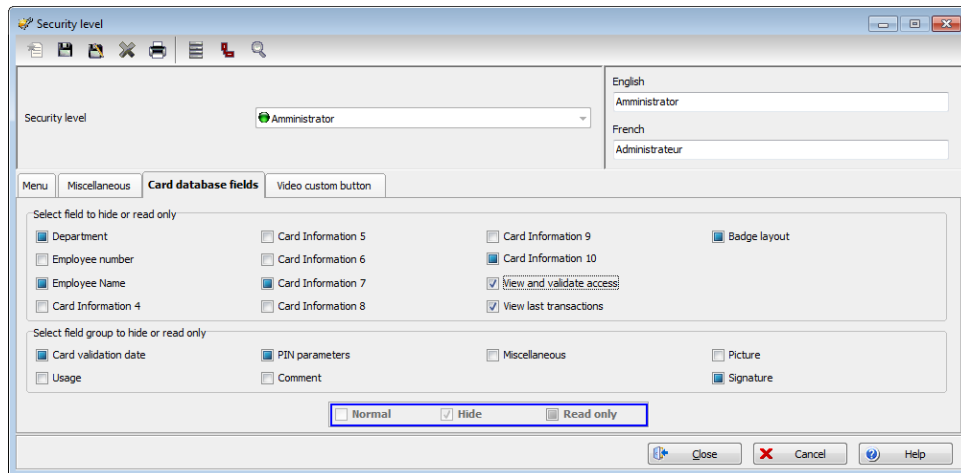 Security level
English
Amministrator
Security level
Amministrator
French
Administrateur
Menu Miscellaneous Card database fields Video custom button
Select field to hide or read only
Department Card Information 5 Card Information 9 Badge layout
Employee number Card Information 6 Card Information 10
Employee Name Card Information 7 View and validate access
Card Information 4 Card Information 8 View last transactions
Select field group to hide or read only
Card validation date PIN parameters Miscellaneous Picture
Usage Comment Signature
Normal Hide Read only
Close Cancel Help